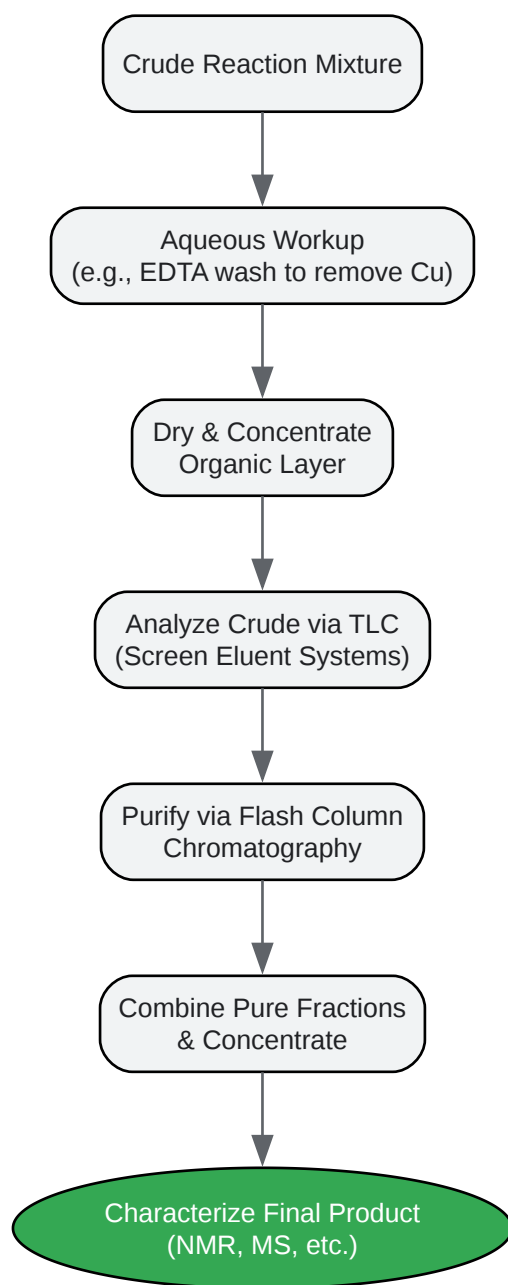 Crude Reaction Mixture
Aqueous Workup
(e.g., EDTA wash to remove Cu)
Dry & Concentrate
Organic Layer
Analyze Crude via TLC
(Screen Eluent Systems)
Purify via Flash Column
Chromatography
Combine Pure Fractions
& Concentrate
Characterize Final Product
(NMR, MS, etc.)